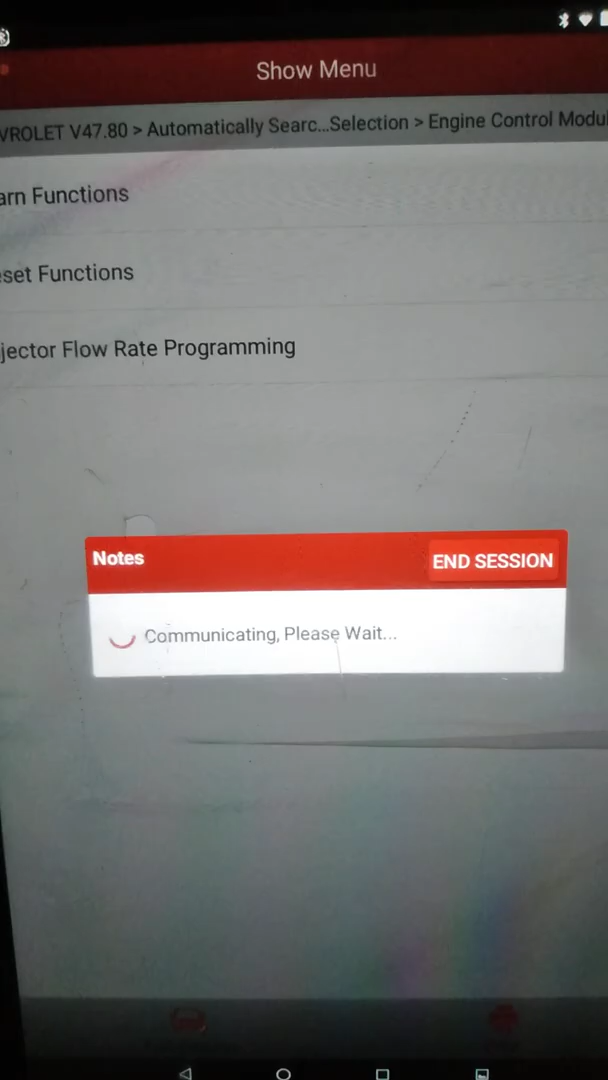 Show Menu
VROLET V47.80 > Automatically Searc...Selection > Engine Control Modu
arn Functions
set Functions
jector Flow Rate Programming
Notes
END SESSION
Communicating, Please Wait...